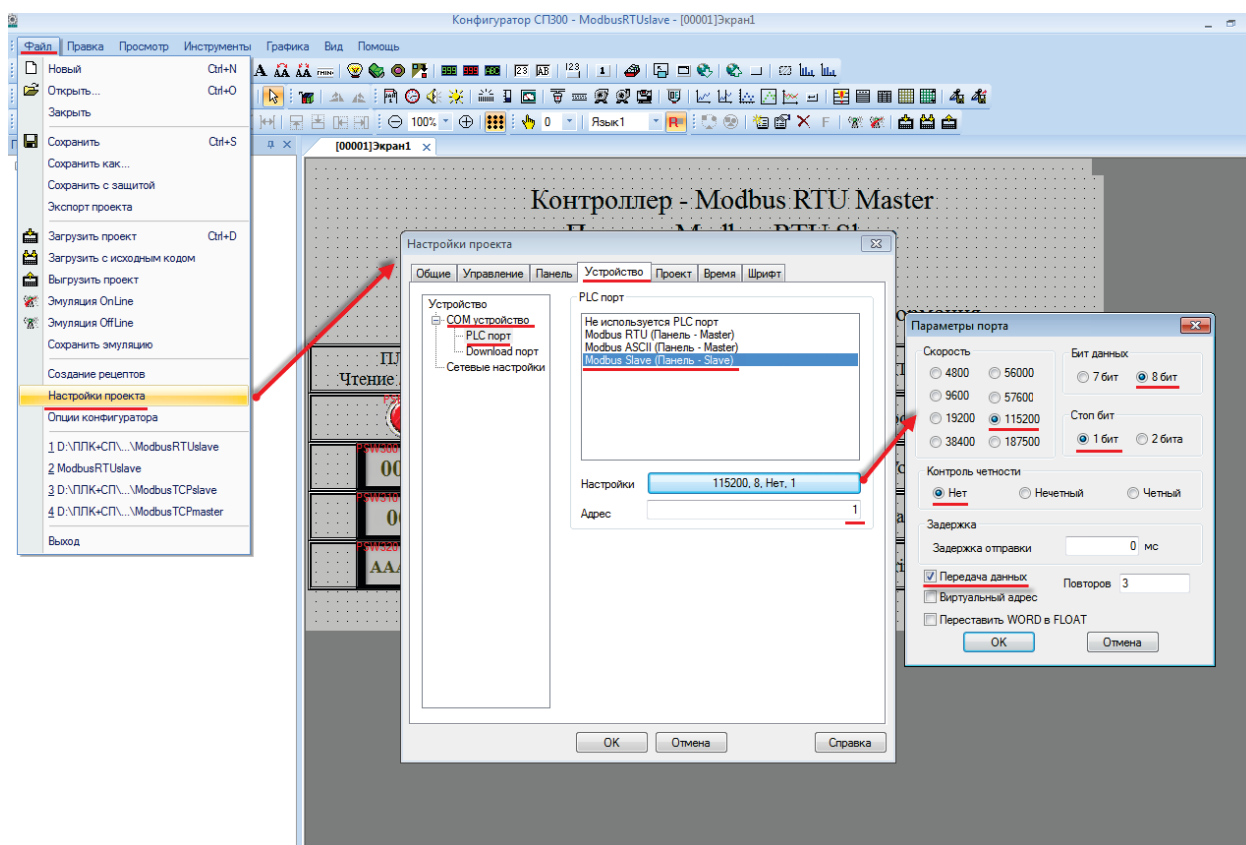 Конфигуратор СП300 - ModbusRTUslave - [00001]Экран1
Файл Правка Просмотр Инструменты Графика Вид Помощь
Новый Ctrl+N
Открыть... Ctrl+O
Закрыть
Сохранить Ctrl+S
Сохранить как...
Сохранить с защитой
Экспорт проекта
Загрузить проект Ctrl+D
Загрузить с исходным кодом
Выгрузить проект
Эмуляция OnLine
Эмуляция OffLine
Сохранить эмуляцию
Создание рецептов
Настройки проекта
Опции конфигуратора
1 D:\ППК+СП\...\ModbusRTUslave
2 ModbusRTUslave
3 D:\ППК+СП\...\ModbusTCPslave
4 D:\ППК+СП\...\ModbusTCPmaster
Выход
100% 0 Язык1
[00001]Экран1
Контроллер - Modbus RTU Master
Чтение
PSW300
PSW310
PSW320
Настройки проекта
Общие Управление Панель Устройство Проект Время Шрифт
Устройство
COM устройство
PLC порт
Download порт
Сетевые настройки
PLC порт
Не используется PLC порт
Modbus RTU (Панель - Master)
Modbus ASCII (Панель - Master)
Modbus Slave (Панель - Slave)
Настройки 115200, 8, Нет, 1
Адрес 1
OK Отмена Справка
Параметры порта
Скорость
4800 56000
9600 57600
19200 115200
38400 187500
Бит данных
7 бит 8 бит
Стоп бит
1 бит 2 бита
Контроль четности
Нет Нечетный Четный
Задержка
Задержка отправки 0 мс
Передача данных Повторов 3
Виртуальный адрес
Переставить WORD в FLOAT
OK Отмена